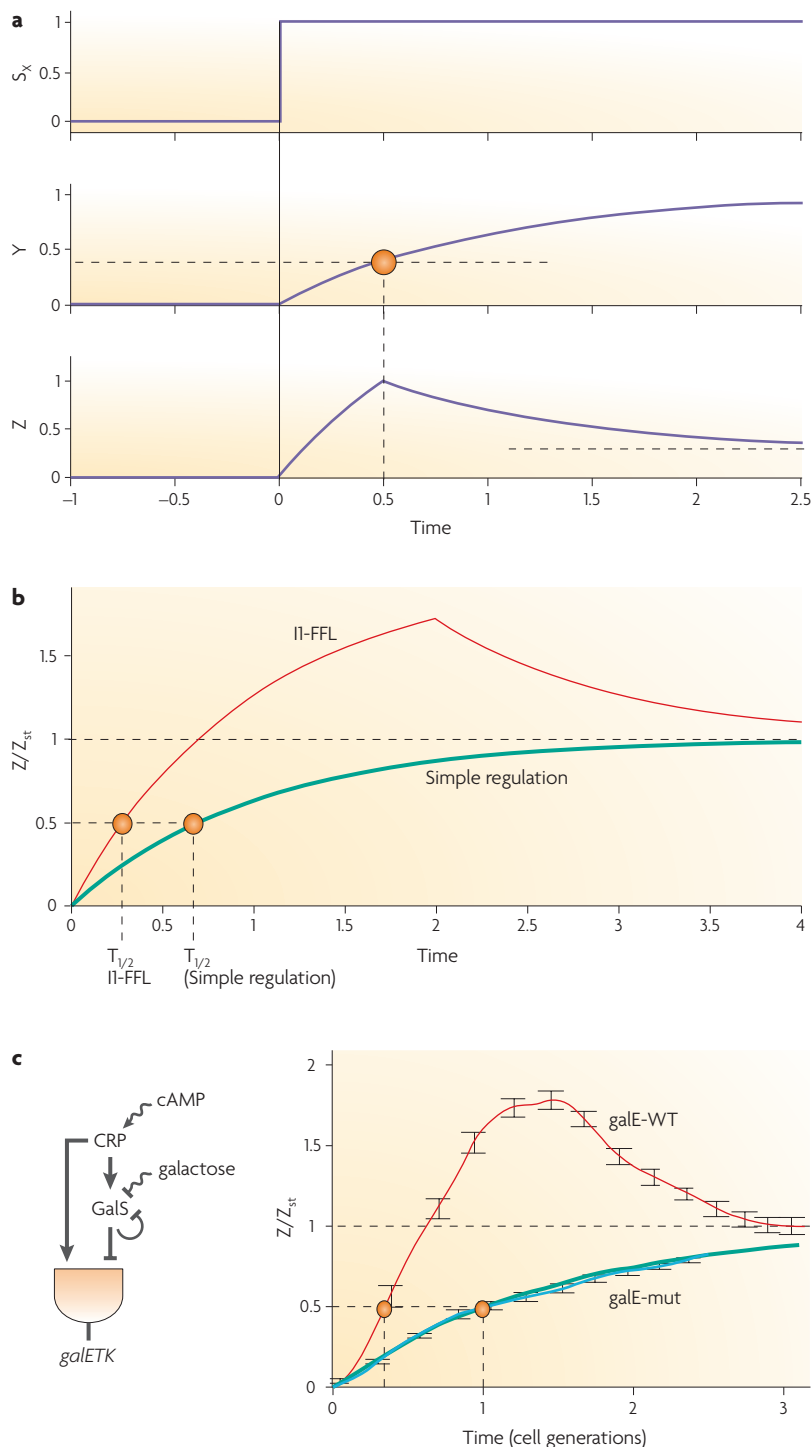 a
1
0.5
0
S_X
1
0.5
0
Y
1
0.5
0
Z
−1 −0.5 0 0.5 1 1.5 2 2.5
Time
b
1.5
1
0.5
0
Z/Z_st
I1-FFL
Simple regulation
0 0.5 1 1.5 2 2.5 3 3.5 4
T_1/2 T_1/2 Time
I1-FFL (Simple regulation)
c
cAMP
CRP
galactose
GalS
galETK
2
1.5
1
0.5
0
Z/Z_st
galE-WT
galE-mut
0 1 2 3
Time (cell generations)